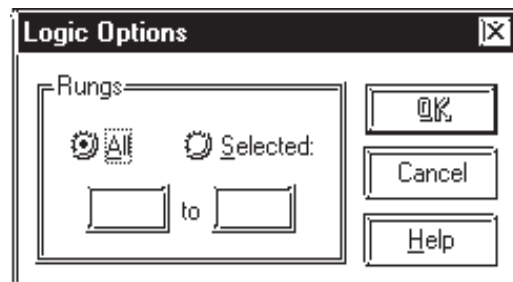 Logic Options
Rungs
All Selected:
to
OK
Cancel
Help